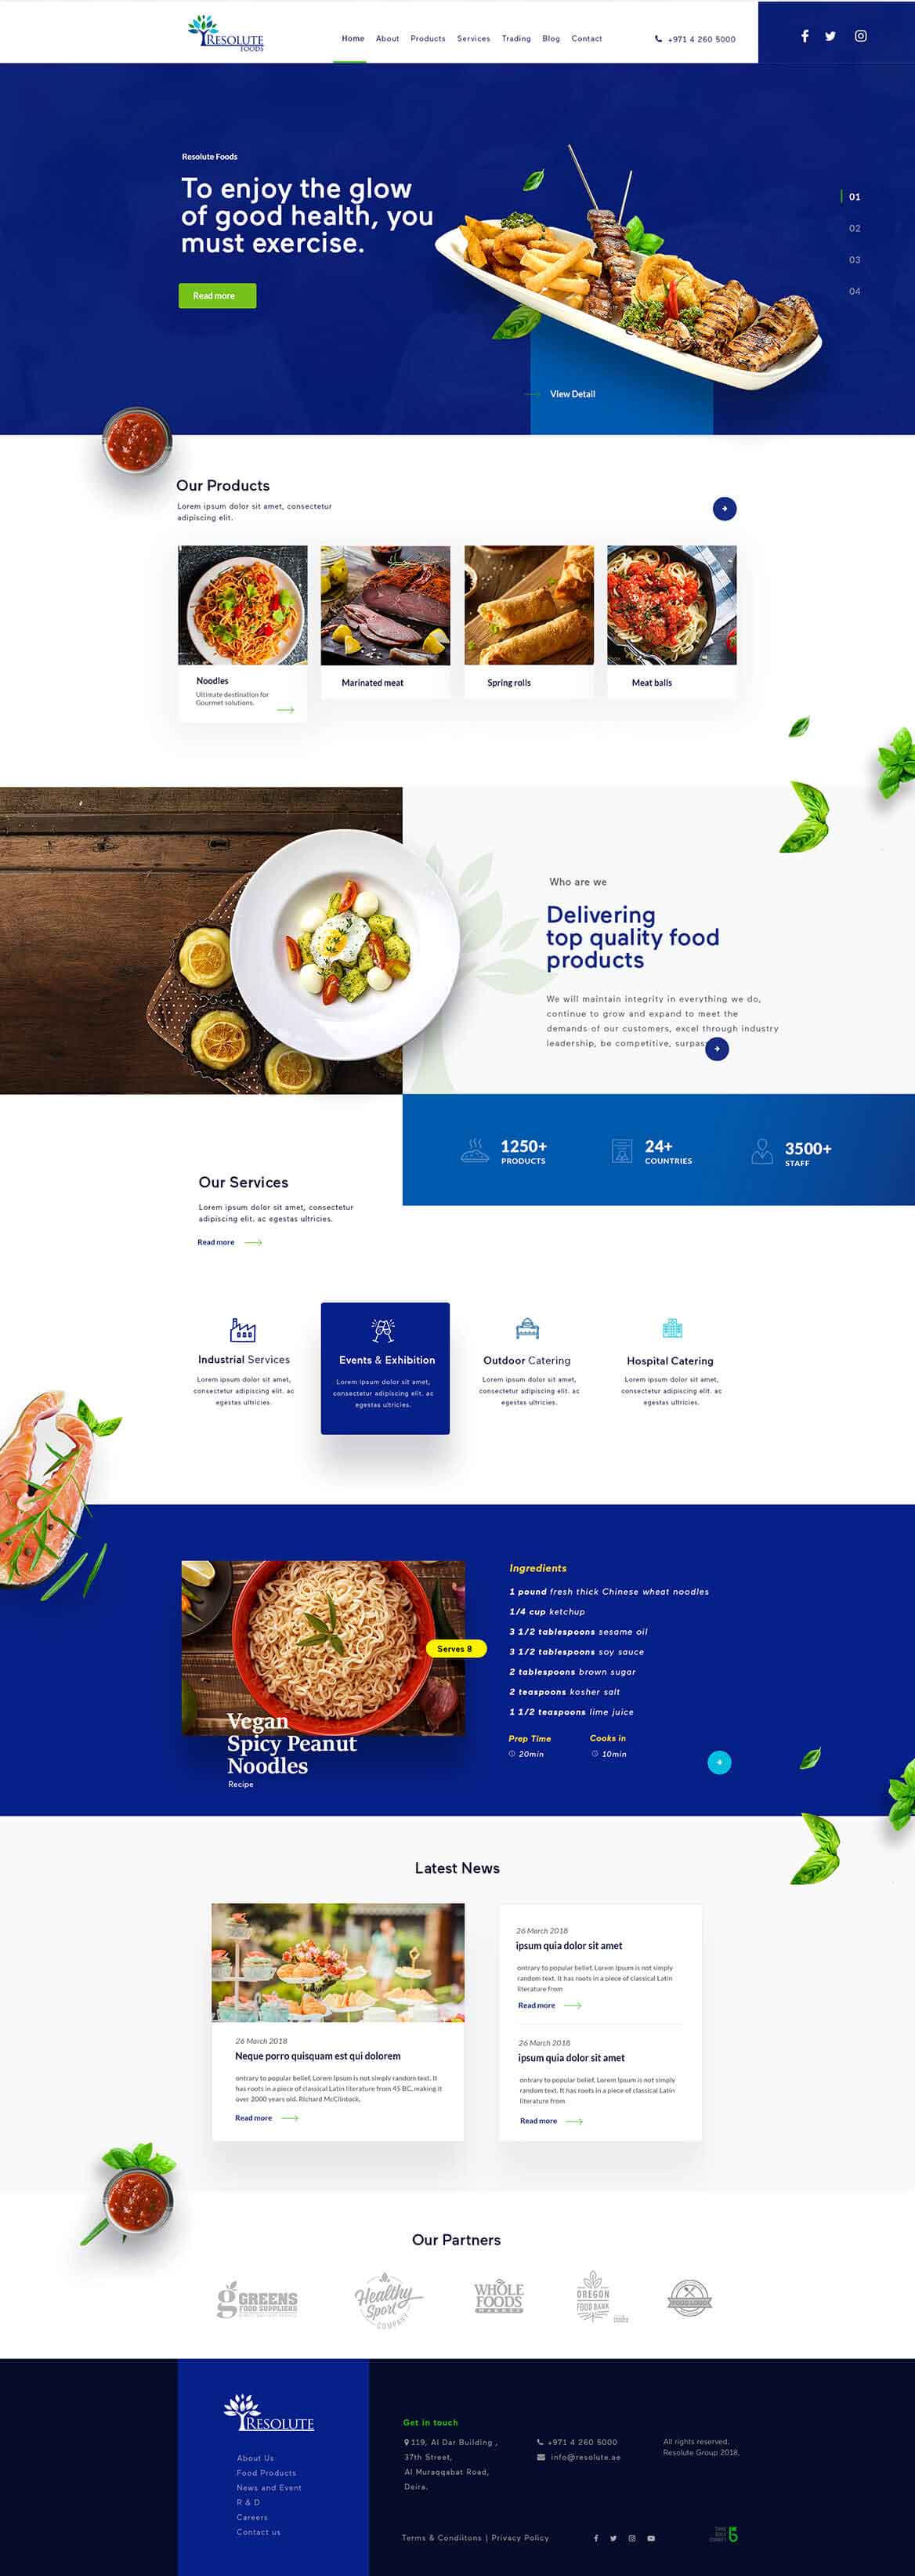 RESOLUTE
FOODS
Home About Products Services Trading Blog Contact
+971 4 260 5000
Resolute Foods
To enjoy the glow
of good health, you
must exercise.
Read more
01
02
03
04
View Detail
Our Products
Lorem ipsum dolor sit amet, consectetur
adipiscing elit.
Noodles
Ultimate destination for
Gourmet solutions.
Marinated meat
Spring rolls
Meat balls
Who are we
Delivering
top quality food
products
We will maintain integrity in everything we do,
continue to grow and expand to meet the
demands of our customers, excel through industry
leadership, be competitive, surpas
1250+
PRODUCTS
24+
COUNTRIES
3500+
STAFF
Our Services
Lorem ipsum dolor sit amet, consectetur
adipiscing elit. ac egestas ultricies.
Read more
Industrial Services
Lorem ipsum dolor sit amet,
consectetur adipiscing elit. ac
egestas ultricies.
Events & Exhibition
Lorem ipsum dolor sit amet,
consectetur adipiscing elit. ac
egestas ultricies.
Outdoor Catering
Lorem ipsum dolor sit amet,
consectetur adipiscing elit. ac
egestas ultricies.
Hospital Catering
Lorem ipsum dolor sit amet,
consectetur adipiscing elit. ac
egestas ultricies.
Serves 8
Vegan
Spicy Peanut
Noodles
Recipe
Ingredients
1 pound fresh thick Chinese wheat noodles
1/4 cup ketchup
3 1/2 tablespoons sesame oil
3 1/2 tablespoons soy sauce
2 tablespoons brown sugar
2 teaspoons kosher salt
1 1/2 teaspoons lime juice
Prep Time
20min
Cooks in
10min
Latest News
26 March 2018
Neque porro quisquam est qui dolorem
ontrary to popular belief, Lorem Ipsum is not simply random text. It
has roots in a piece of classical Latin literature from 45 BC, making it
over 2000 years old. Richard McClintock,
Read more
26 March 2018
ipsum quia dolor sit amet
ontrary to popular belief, Lorem Ipsum is not simply
random text. It has roots in a piece of classical Latin
literature from
Read more
26 March 2018
ipsum quia dolor sit amet
ontrary to popular belief, Lorem Ipsum is not simply
random text. It has roots in a piece of classical Latin
literature from
Read more
Our Partners
g GREENS
FOOD SUPPLIERS
Healthy
Sport
COMPANY
WHOLE
FOODS
MARKET
OREGON
FOOD BANK
FOOD LOGO
RESOLUTE
About Us
Food Products
News and Event
R & D
Careers
Contact us
Get in touch
119, Al Dar Building ,
37th Street,
Al Muraqqabat Road,
Deira.
+971 4 260 5000
info@resolute.ae
All rights reserved.
Resolute Group 2018,
Terms & Condiitons | Privacy Policy